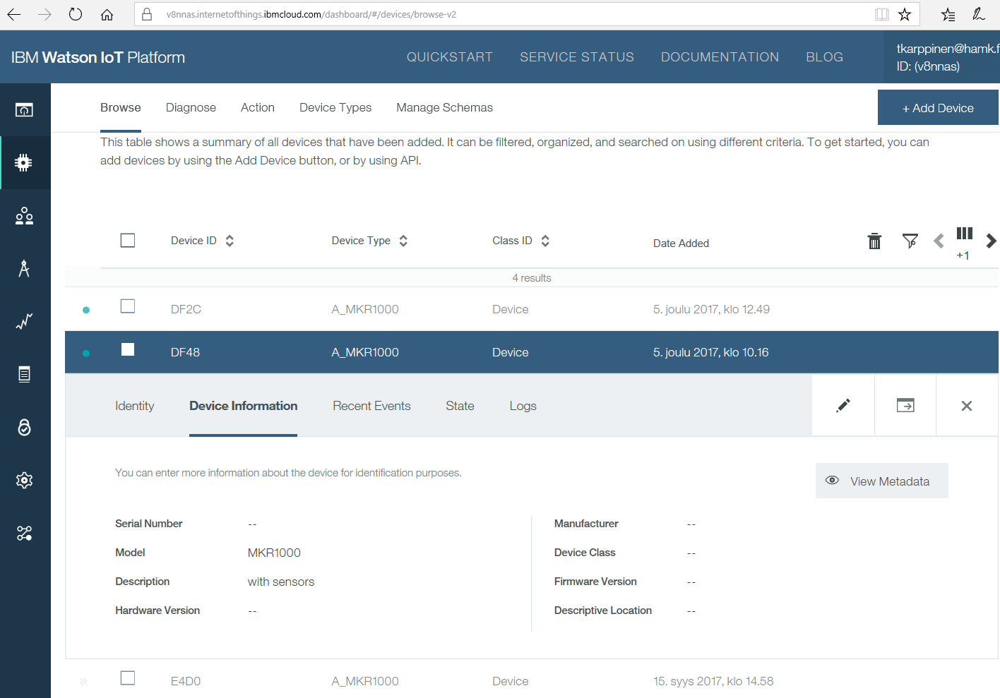 v8nnas.internetofthings.ibmcloud.com/dashboard/#/devices/browse-v2
IBM Watson IoT Platform
QUICKSTART
SERVICE STATUS
DOCUMENTATION
BLOG
tkarppinen@hamk.f
ID: (v8nnas)
Browse
Diagnose
Action
Device Types
Manage Schemas
+ Add Device
This table shows a summary of all devices that have been added. It can be filtered, organized, and searched on using different criteria. To get started, you can
add devices by using the Add Device button, or by using API.
Device ID
Device Type
Class ID
Date Added
+1
4 results
DF2C
A_MKR1000
Device
5. joulu 2017, klo 12.49
DF48
A_MKR1000
Device
5. joulu 2017, klo 10.16
Identity
Device Information
Recent Events
State
Logs
You can enter more information about the device for identification purposes.
View Metadata
Serial Number
--
Manufacturer
--
Model
MKR1000
Device Class
--
Description
with sensors
Firmware Version
--
Hardware Version
--
Descriptive Location
--
E4D0
A_MKR1000
Device
15. syys 2017, klo 14.58